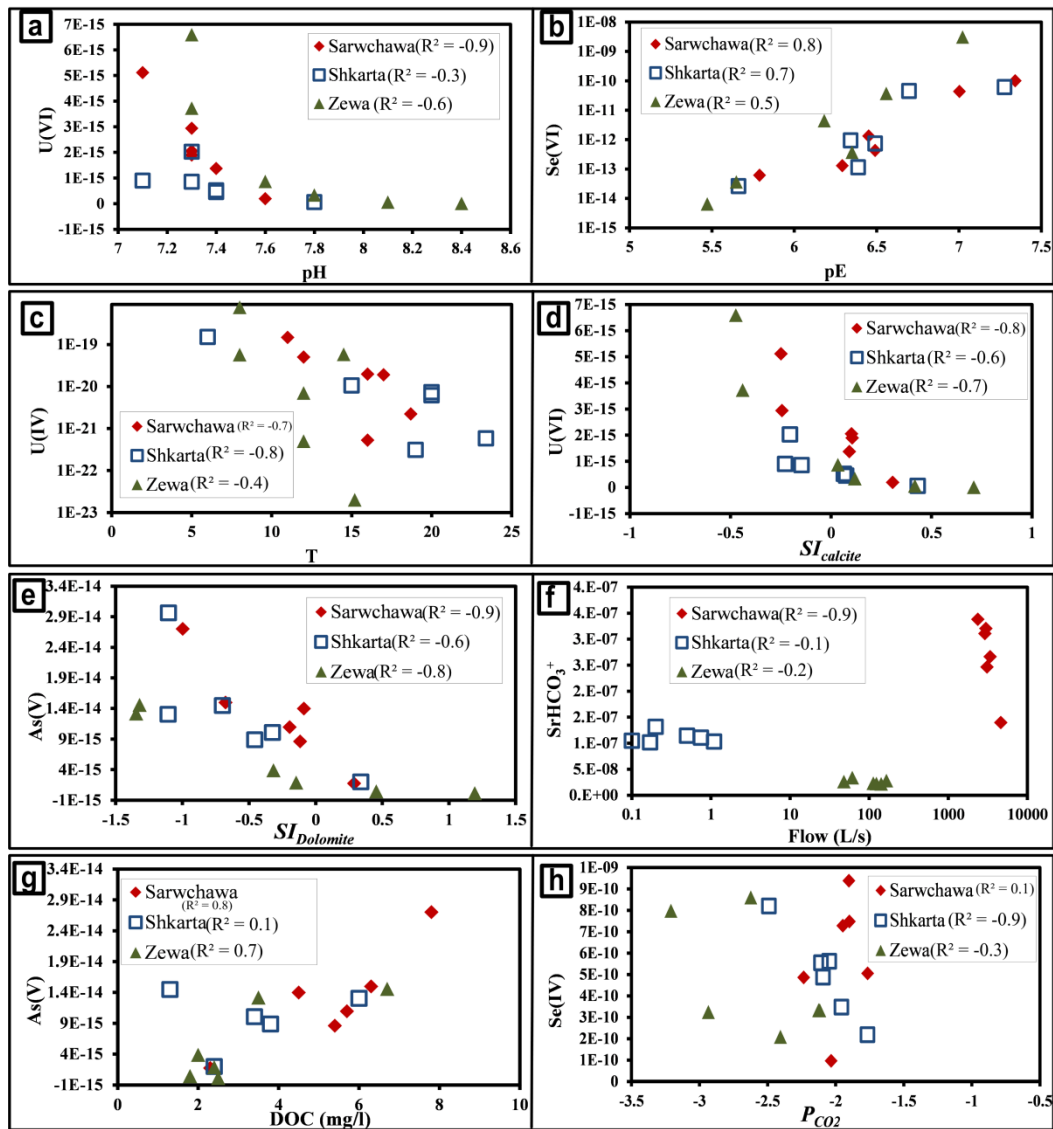 a
7E-15
6E-15
5E-15
4E-15
3E-15
2E-15
1E-15
0
-1E-15
U(VI)
Sarwchawa(R² = -0.9)
Shkarta(R² = -0.3)
Zewa(R² = -0.6)
7 7.2 7.4 7.6 7.8 8 8.2 8.4 8.6
pH
b
1E-08
1E-09
1E-10
1E-11
1E-12
1E-13
1E-14
1E-15
Se(VI)
Sarwchawa(R² = 0.8)
Shkarta(R² = 0.7)
Zewa(R² = 0.5)
5 5.5 6 6.5 7 7.5
pE
c
1E-19
1E-20
1E-21
1E-22
1E-23
U(IV)
Sarwchawa (R² = -0.7)
Shkarta(R² = -0.8)
Zewa (R² = -0.4)
0 5 10 15 20 25
T
d
7E-15
6E-15
5E-15
4E-15
3E-15
2E-15
1E-15
0
-1E-15
U(VI)
Sarwchawa(R² = -0.8)
Shkarta(R² = -0.6)
Zewa(R² = -0.7)
-1 -0.5 0 0.5 1
SIcalcite
e
3.4E-14
2.9E-14
2.4E-14
1.9E-14
1.4E-14
9E-15
4E-15
-1E-15
As(V)
Sarwchawa(R² = -0.9)
Shkarta(R² = -0.6)
Zewa(R² = -0.8)
-1.5 -1 -0.5 0 0.5 1 1.5
SIDolomite
f
4.E-07
4.E-07
3.E-07
3.E-07
2.E-07
2.E-07
1.E-07
5.E-08
0.E+00
SrHCO₃⁺
Sarwchawa(R² = -0.9)
Shkarta(R² = -0.1)
Zewa(R² = -0.2)
0.1 1 10 100 1000 10000
Flow (L/s)
g
3.4E-14
2.9E-14
2.4E-14
1.9E-14
1.4E-14
9E-15
4E-15
-1E-15
As(V)
Sarwchawa
(R² = 0.8)
Shkarta(R² = 0.1)
Zewa (R² = 0.7)
0 2 4 6 8 10
DOC (mg/l)
h
1E-09
9E-10
8E-10
7E-10
6E-10
5E-10
4E-10
3E-10
2E-10
1E-10
0
Se(IV)
Sarwchawa(R² = 0.1)
Shkarta(R² = -0.9)
Zewa(R² = -0.3)
-3.5 -3 -2.5 -2 -1.5 -1 -0.5
PCO2